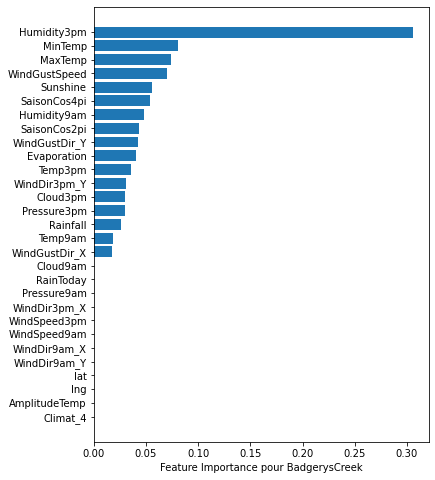 Humidity3pm
MinTemp
MaxTemp
WindGustSpeed
Sunshine
SaisonCos4pi
Humidity9am
SaisonCos2pi
WindGustDir_Y
Evaporation
Temp3pm
WindDir3pm_Y
Cloud3pm
Pressure3pm
Rainfall
Temp9am
WindGustDir_X
Cloud9am
RainToday
Pressure9am
WindDir3pm_X
WindSpeed3pm
WindSpeed9am
WindDir9am_X
WindDir9am_Y
lat
lng
AmplitudeTemp
Climat_4
0.00 0.05 0.10 0.15 0.20 0.25 0.30
Feature Importance pour BadgerysCreek